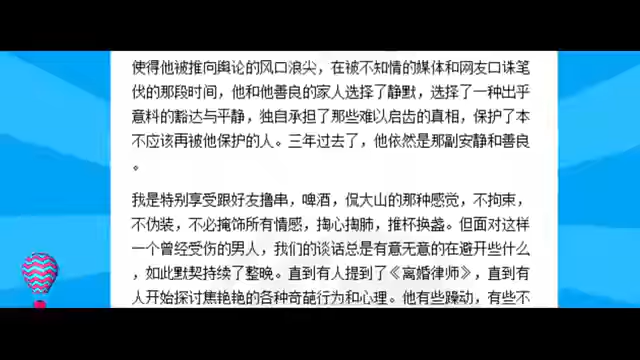 使得他被推向舆论的风口浪尖，在被不知情的媒体和网友口诛笔
伐的那段时间，他和他善良的家人选择了静默，选择了一种出乎
意料的豁达与平静，独自承担了那些难以启齿的真相，保护了本
不应该再被他保护的人。三年过去了，他依然是那副安静和善良
。
我是特别享受跟好友撸串，啤酒，侃大山的那种感觉，不拘束，
不伪装，不必掩饰所有情感，掏心掏肺，推杯换盏。但面对这样
一个曾经受伤的男人，我们的谈话总是有意无意的在避开些什么
，如此默契持续了整晚。直到有人提到了《离婚律师》，直到有
人开始探讨焦艳艳的各种奇葩行为和心理。他有些躁动，有些不